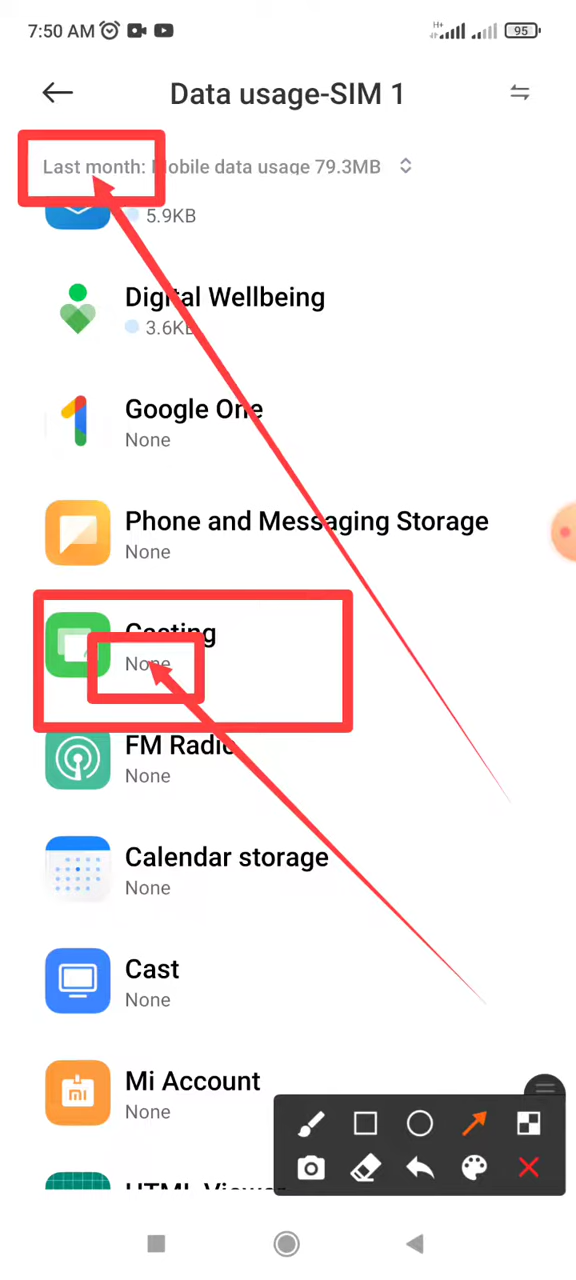 7:50 AM
H+
95
Data usage-SIM 1
Last month: Mobile data usage 79.3MB
5.9KB
Digital Wellbeing
3.6KB
Google One
None
Phone and Messaging Storage
None
Casting
None
FM Radio
None
Calendar storage
None
Cast
None
mi
Mi Account
None
HTML Viewer